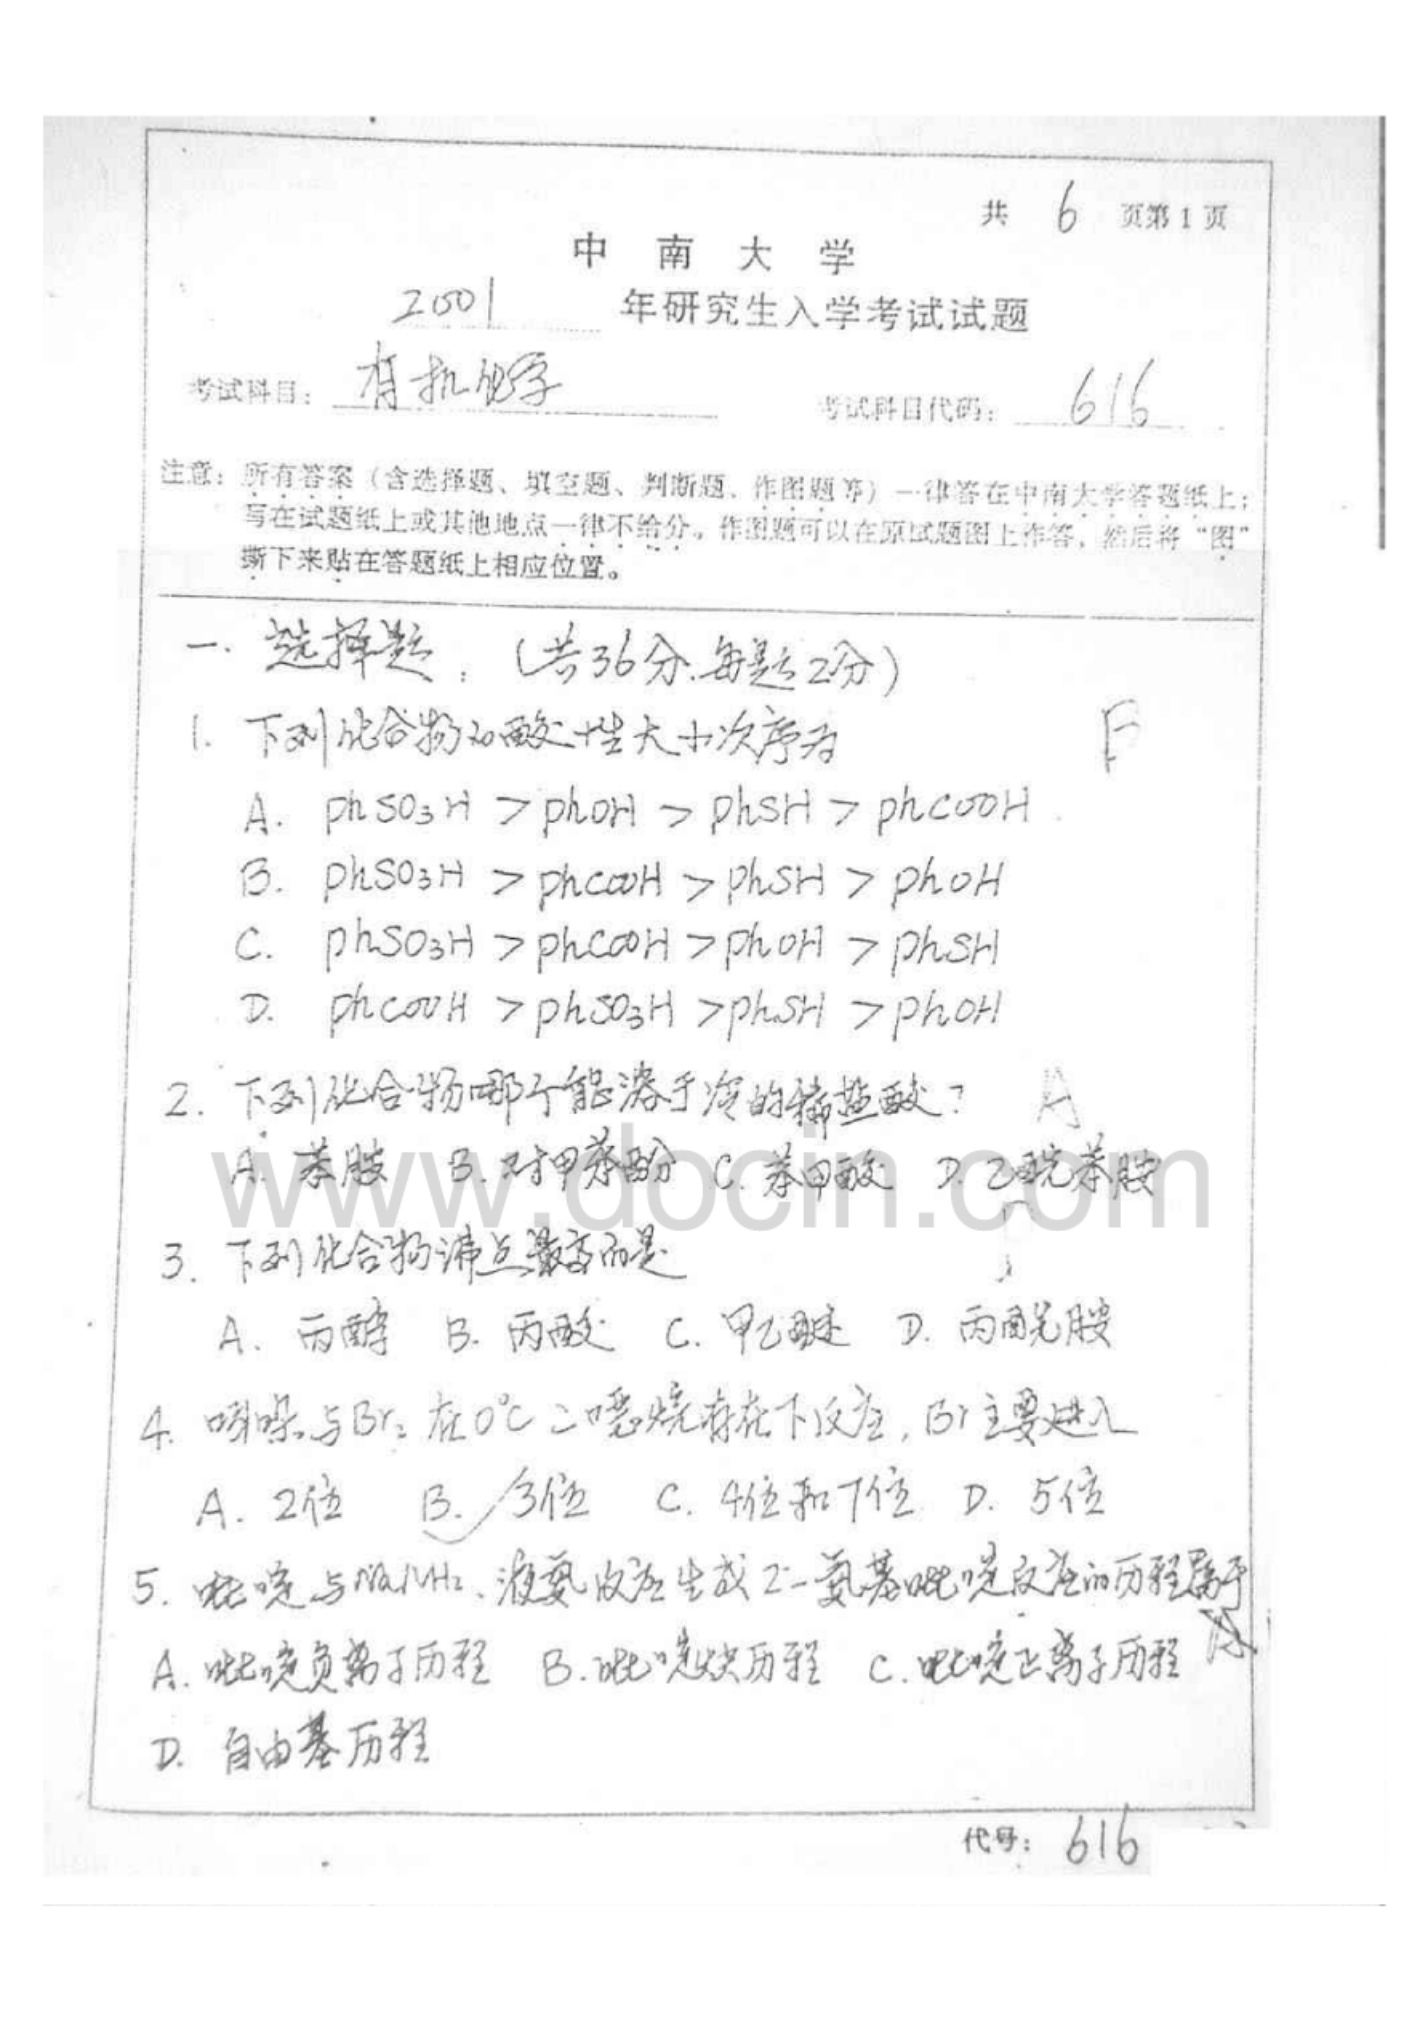 共 6 页第 1 页
中 南 大 学
2001 年研究生入学考试试题
考试科目: 有机化学 考试科目代码: 616
注意: 所有答案(含选择题、填空题、判断题、作图题等)一律答在中南大学答题纸上;
写在试题纸上或其他地点一律不给分。作图题可以在原试题图上作答,然后将“图”
撕下来贴在答题纸上相应位置。
一. 选择题: (共36分.每题2分)
1. 下列化合物的酸性大小次序为
A. phSO₃H > phOH > phSH > phCOOH
B. phSO₃H > phCOOH > phSH > phOH
C. phSO₃H > phCOOH > phOH > phSH
D. phCOOH > phSO₃H > phSH > phOH
2. 下列化合物哪个能溶于冷的稀盐酸? A
A. 苯胺 B. 对甲苯酚 C. 苯甲酸 D. 乙酰苯胺
www.docin.com
3. 下列化合物沸点最高的是
A. 丙醇 B. 丙酸 C. 甲乙醚 D. 丙酰胺
4. 吲哚与Br₂在0℃二噁烷存在下反应, Br主要进入
A. 2位 B. 3位 C. 4位和7位 D. 5位
5. 吡啶与NaNH₂、液氨反应生成2-氨基吡啶反应的历程属于
A. 吡啶负离子历程 B. 吡啶炔历程 C. 吡啶正离子历程
D. 自由基历程
代号: 616